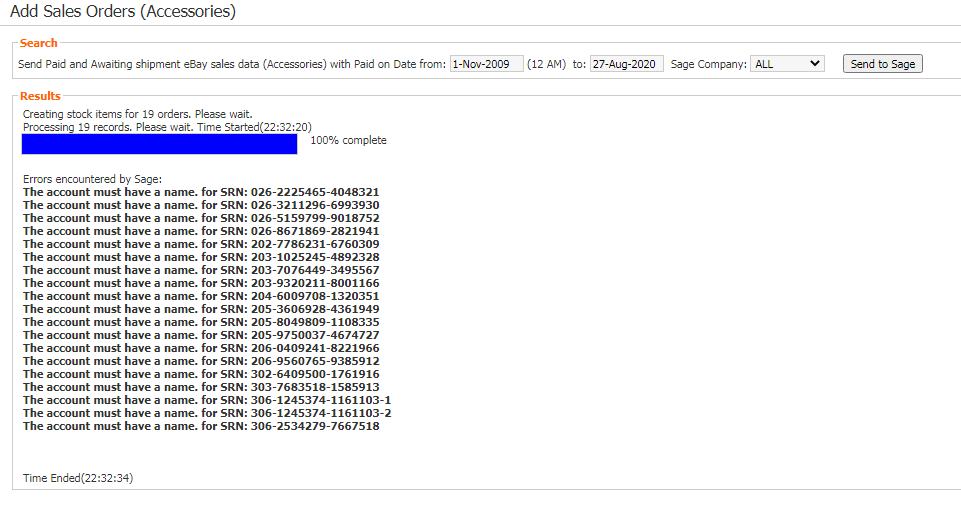 Add Sales Orders (Accessories)
Search
Send Paid and Awaiting shipment eBay sales data (Accessories) with Paid on Date from: 1-Nov-2009 (12 AM) to: 27-Aug-2020 Sage Company: ALL Send to Sage
Results
Creating stock items for 19 orders. Please wait.
Processing 19 records. Please wait. Time Started(22:32:20)
100% complete
Errors encountered by Sage:
The account must have a name. for SRN: 026-2225465-4048321
The account must have a name. for SRN: 026-3211296-6993930
The account must have a name. for SRN: 026-5159799-9018752
The account must have a name. for SRN: 026-8671869-2821941
The account must have a name. for SRN: 202-7786231-6760309
The account must have a name. for SRN: 203-1025245-4892328
The account must have a name. for SRN: 203-7076449-3495567
The account must have a name. for SRN: 203-9320211-8001166
The account must have a name. for SRN: 204-6009708-1320351
The account must have a name. for SRN: 205-3606928-4361949
The account must have a name. for SRN: 205-8049809-1108335
The account must have a name. for SRN: 205-9750037-4674727
The account must have a name. for SRN: 206-0409241-8221966
The account must have a name. for SRN: 206-9560765-9385912
The account must have a name. for SRN: 302-6409500-1761916
The account must have a name. for SRN: 303-7683518-1585913
The account must have a name. for SRN: 306-1245374-1161103-1
The account must have a name. for SRN: 306-1245374-1161103-2
The account must have a name. for SRN: 306-2534279-7667518
Time Ended(22:32:34)